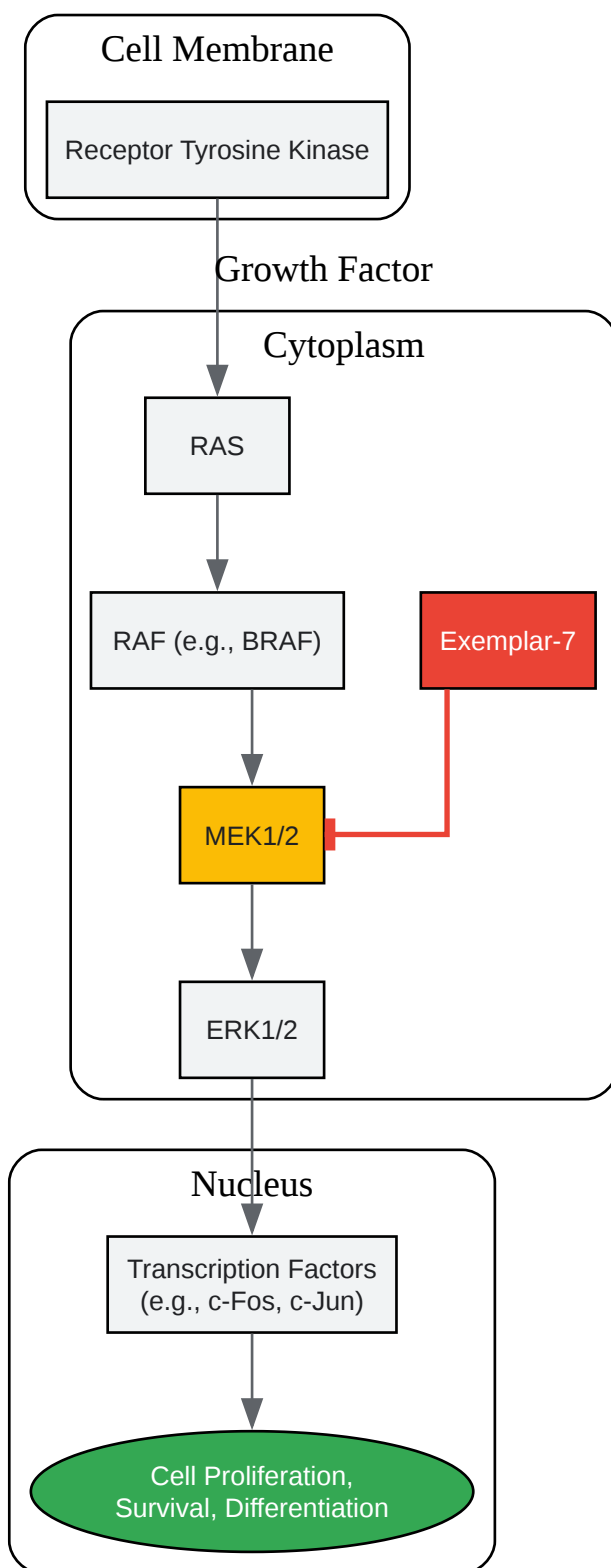 Cell Membrane
Receptor Tyrosine Kinase
Growth Factor
Cytoplasm
RAS
RAF (e.g., BRAF)
Exemplar-7
MEK1/2
ERK1/2
Nucleus
Transcription Factors
(e.g., c-Fos, c-Jun)
Cell Proliferation,
Survival, Differentiation